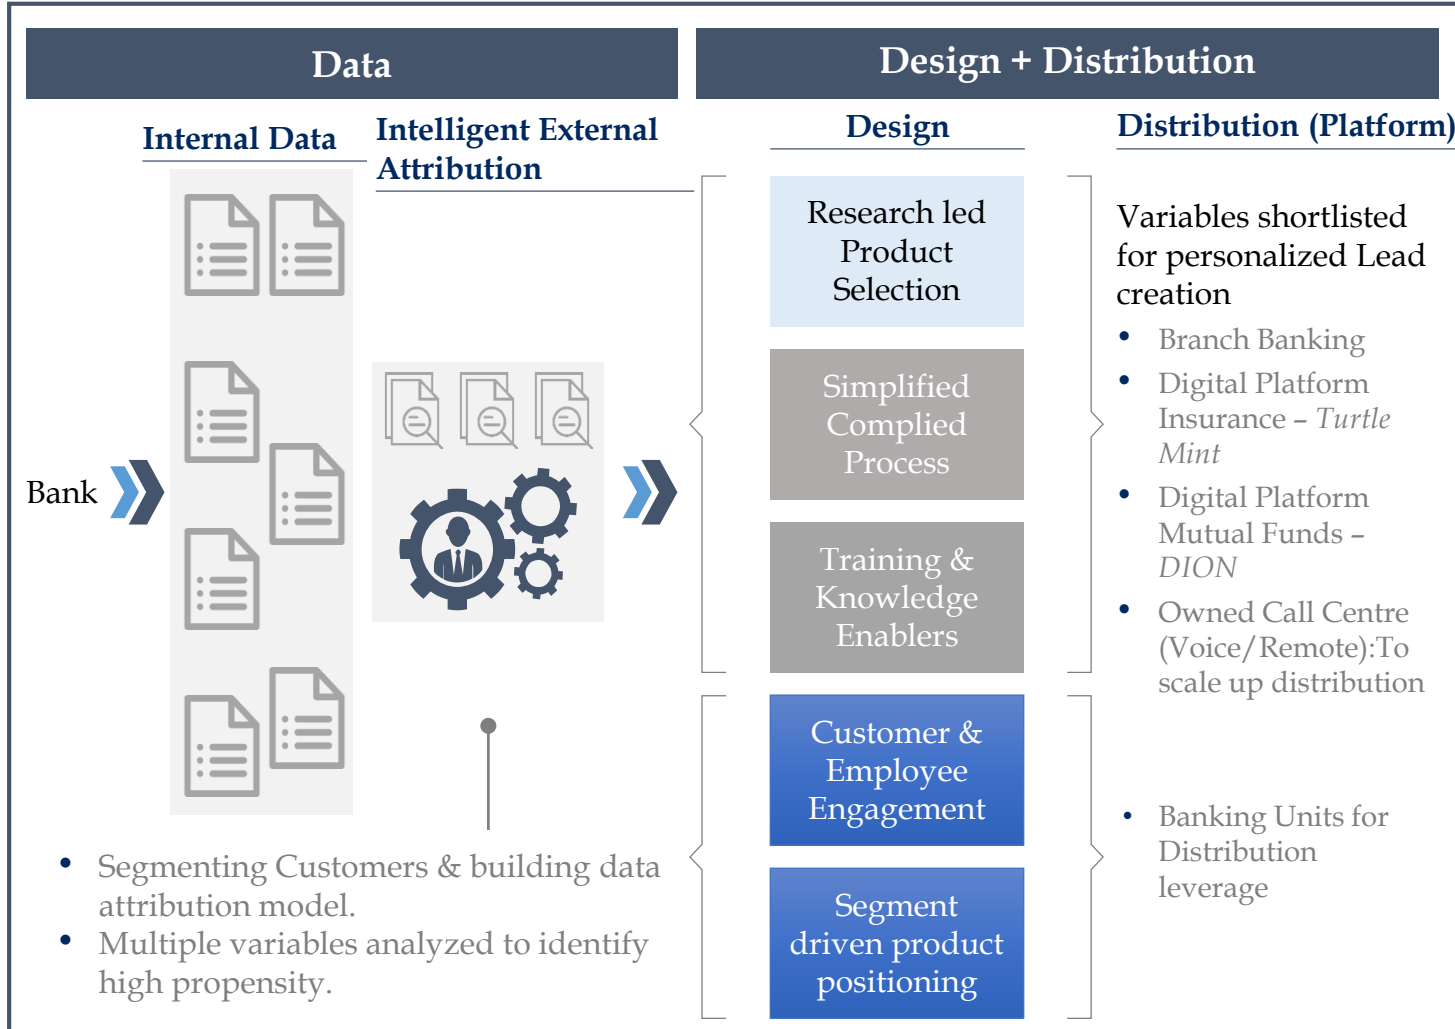 Data
Design + Distribution
Internal Data
Intelligent External
Attribution
Design
Distribution (Platform)
Bank
Segmenting Customers & building data
attribution model.
Multiple variables analyzed to identify
high propensity.
Research led
Product
Selection
Simplified
Complied
Process
Training &
Knowledge
Enablers
Customer &
Employee
Engagement
Segment
driven product
positioning
Variables shortlisted
for personalized Lead
creation
• Branch Banking
• Digital Platform
Insurance – Turtle
Mint
• Digital Platform
Mutual Funds –
DION
• Owned Call Centre
(Voice/Remote):To
scale up distribution
• Banking Units for
Distribution
leverage